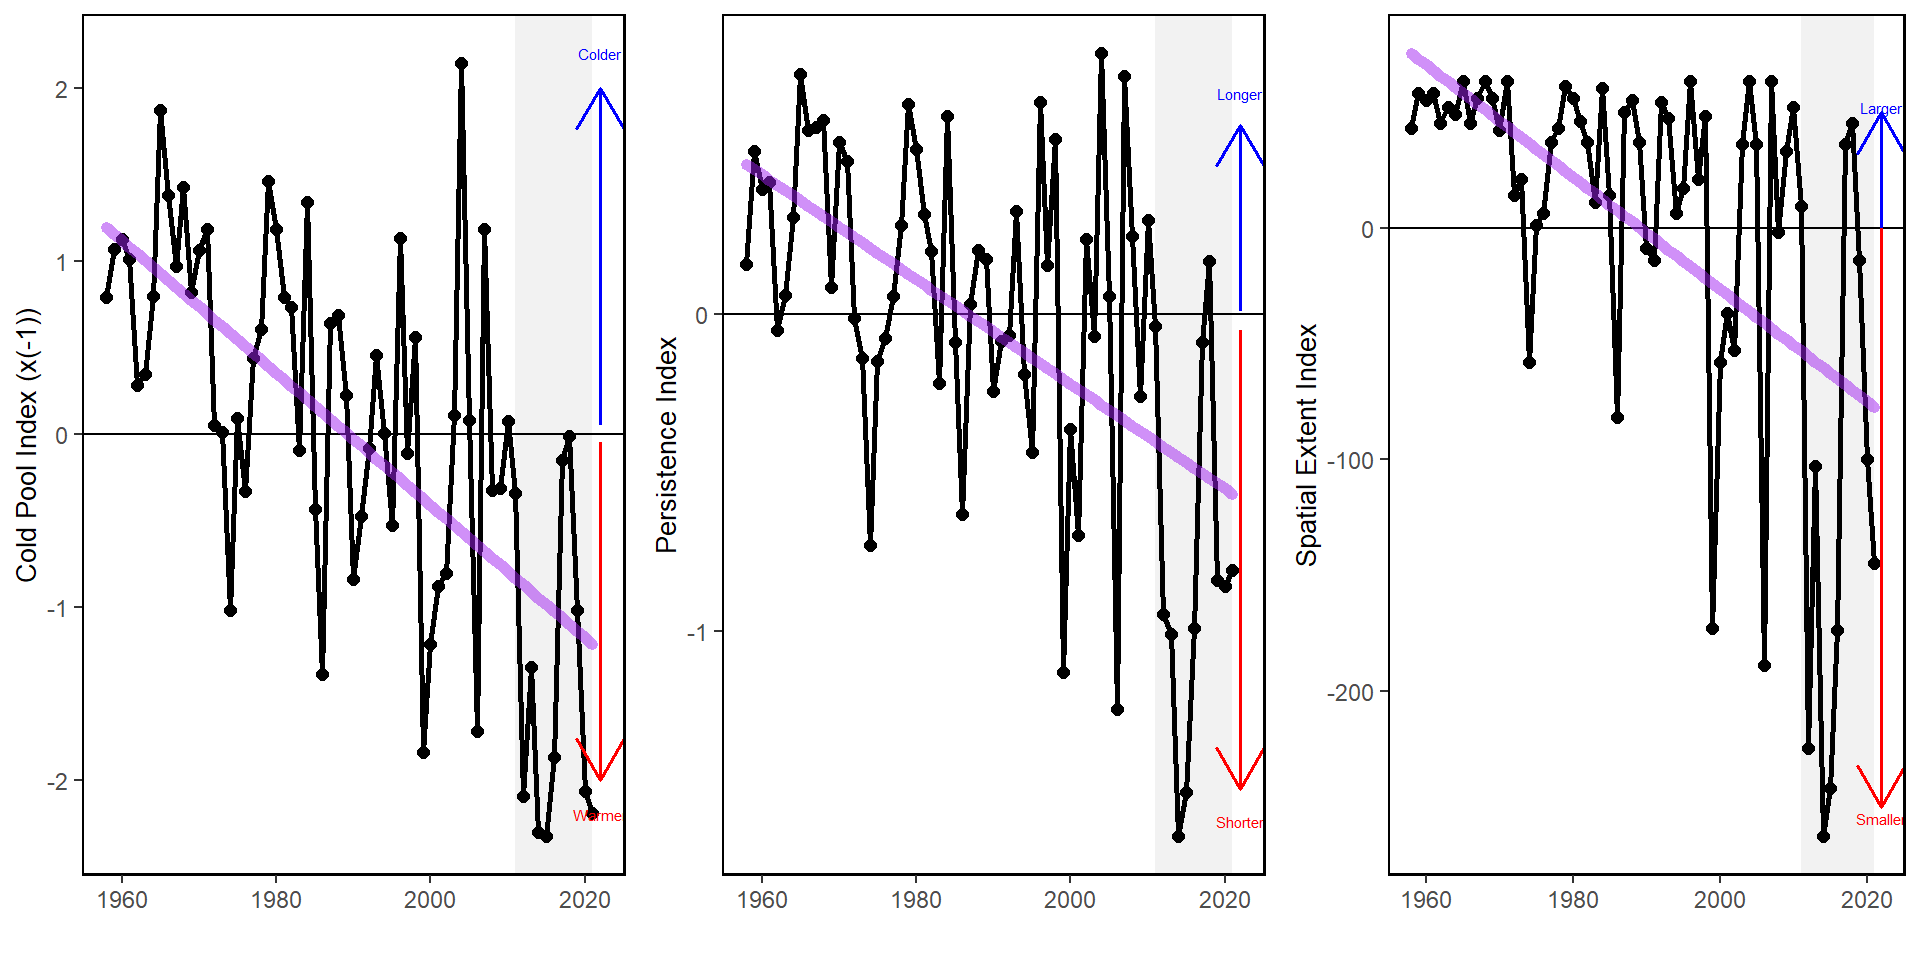 Cold Pool Index (x(-1))
2
1
0
-1
-2
1960
1980
2000
2020
Colder
Warme
Persistence Index
0
-1
1960
1980
2000
2020
Longer
Shorter
Spatial Extent Index
0
-100
-200
1960
1980
2000
2020
Larger
Smaller